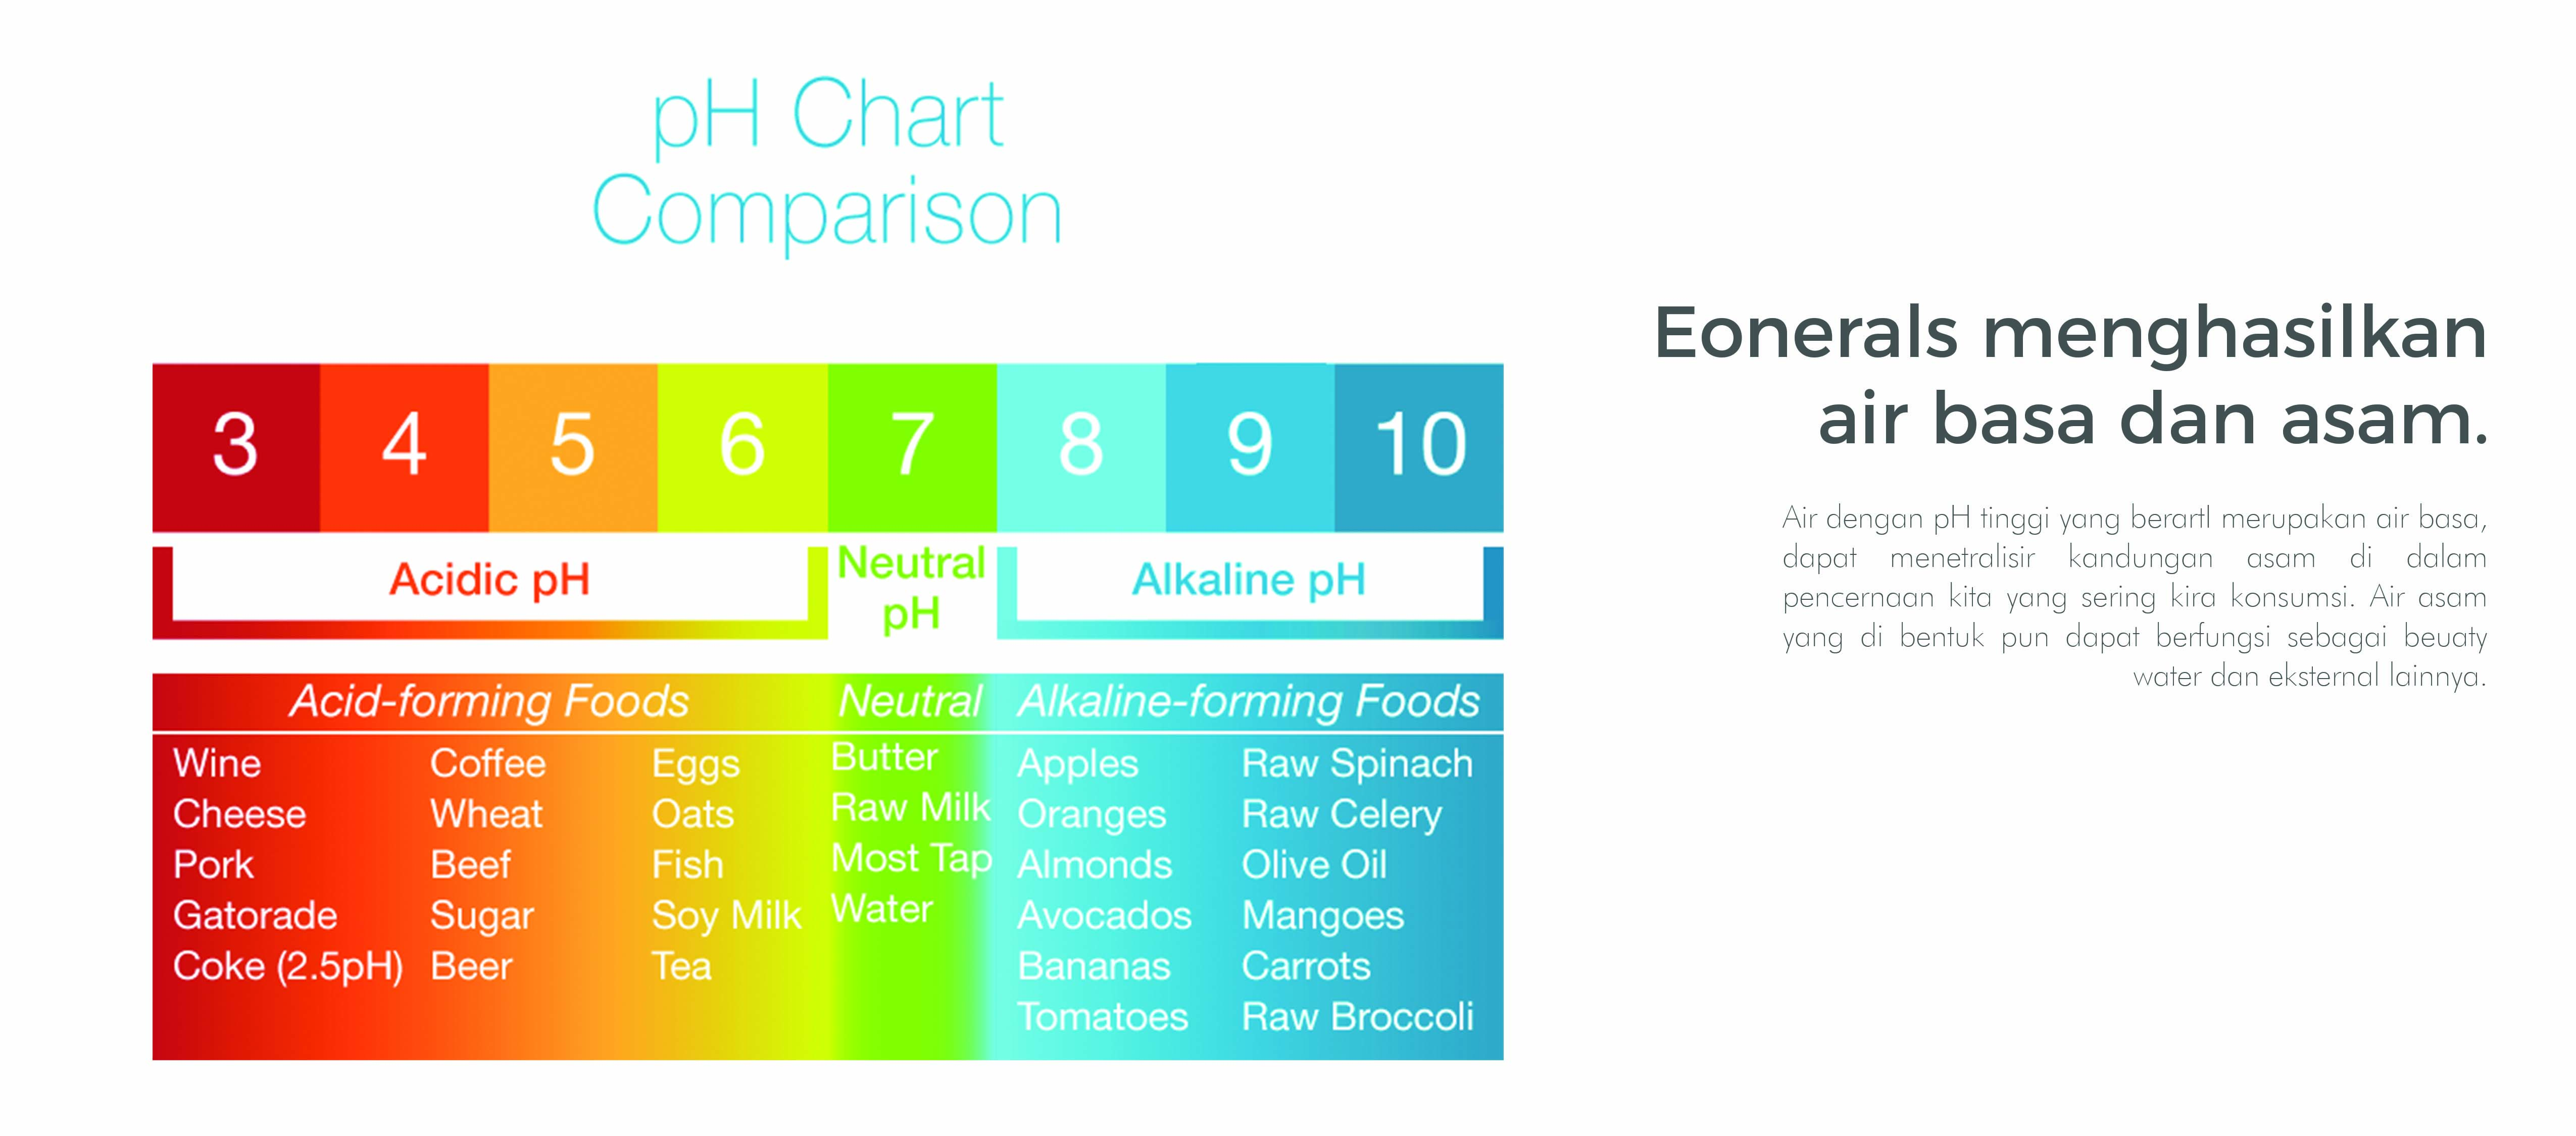 pH Chart
Comparison
3 4 5 6 7 8 9 10
Acidic pH
Neutral
pH
Alkaline pH
Acid-forming Foods
Wine
Cheese
Pork
Gatorade
Coke (2.5pH)
Coffee
Wheat
Beef
Sugar
Beer
Eggs
Oats
Fish
Soy Milk
Tea
Neutral
Butter
Raw Milk
Most Tap
Water
Alkaline-forming Foods
Apples
Oranges
Almonds
Avocados
Bananas
Tomatoes
Raw Spinach
Raw Celery
Olive Oil
Mangoes
Carrots
Raw Broccoli
Eonerals menghasilkan
air basa dan asam.
Air dengan pH tinggi yang berartl merupakan air basa,
dapat menetralisir kandungan asam di dalam
pencernaan kita yang sering kira konsumsi. Air asam
yang di bentuk pun dapat berfungsi sebagai beuaty
water dan eksternal lainnya.